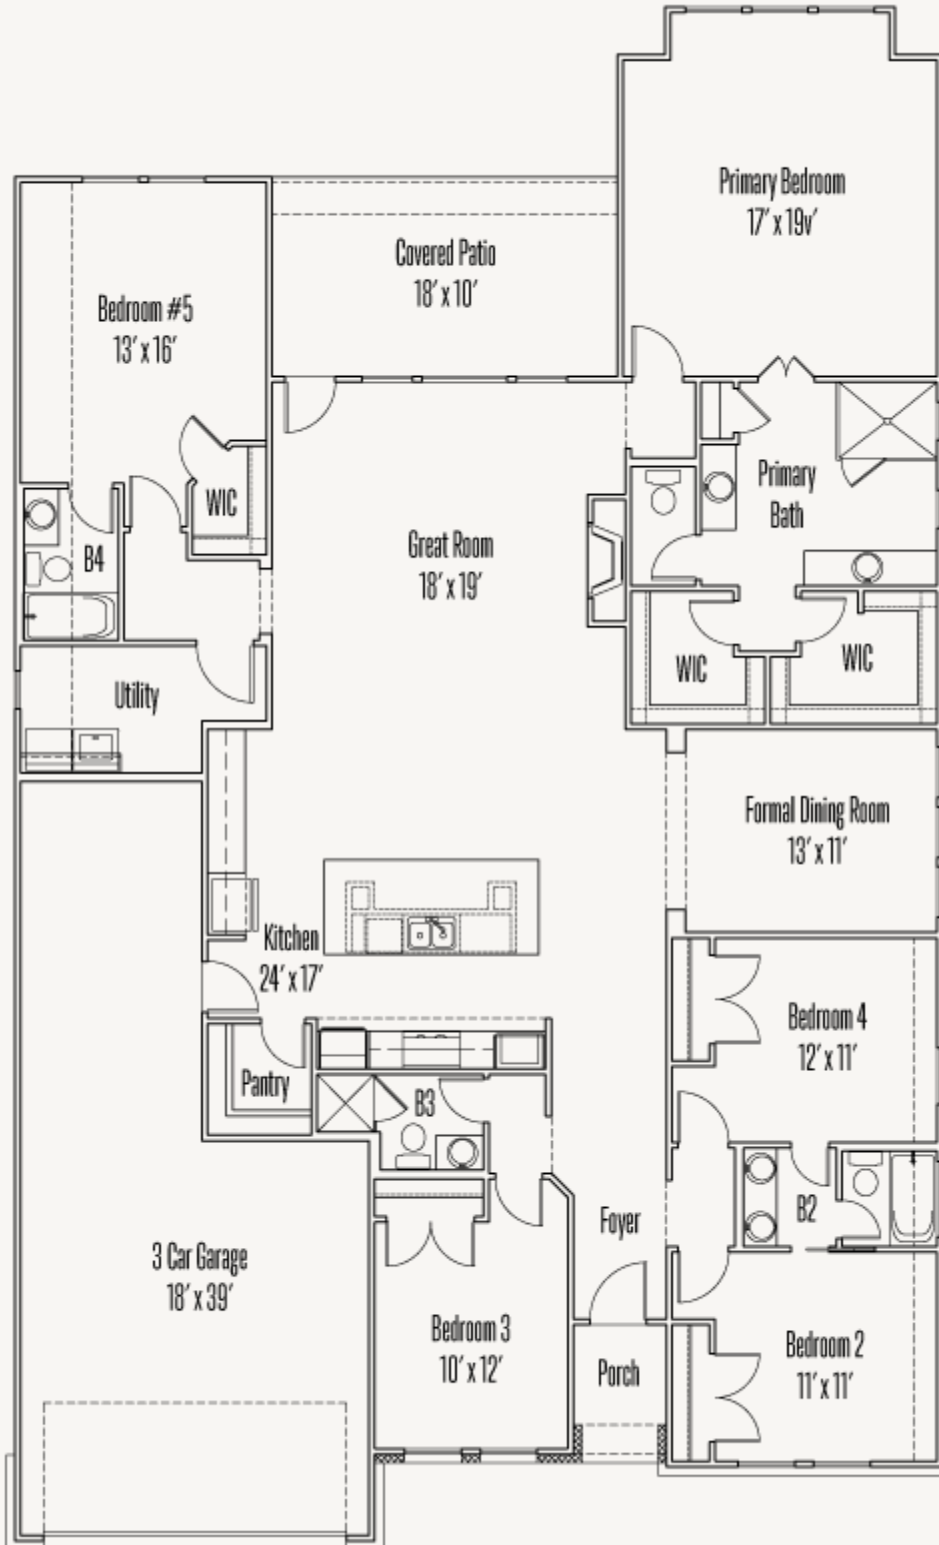 Primary Bedroom
17' x 19v'
Covered Patio
18' x 10'
Bedroom #5
13' x 16'
WIC
Primary
Bath
B4
Great Room
18' x 19'
WIC
WIC
Utility
Formal Dining Room
13' x 11'
Kitchen
24' x 17'
Bedroom 4
12' x 11'
Pantry
B3
B2
Foyer
3 Car Garage
18' x 39'
Bedroom 3
10' x 12'
Porch
Bedroom 2
11' x 11'